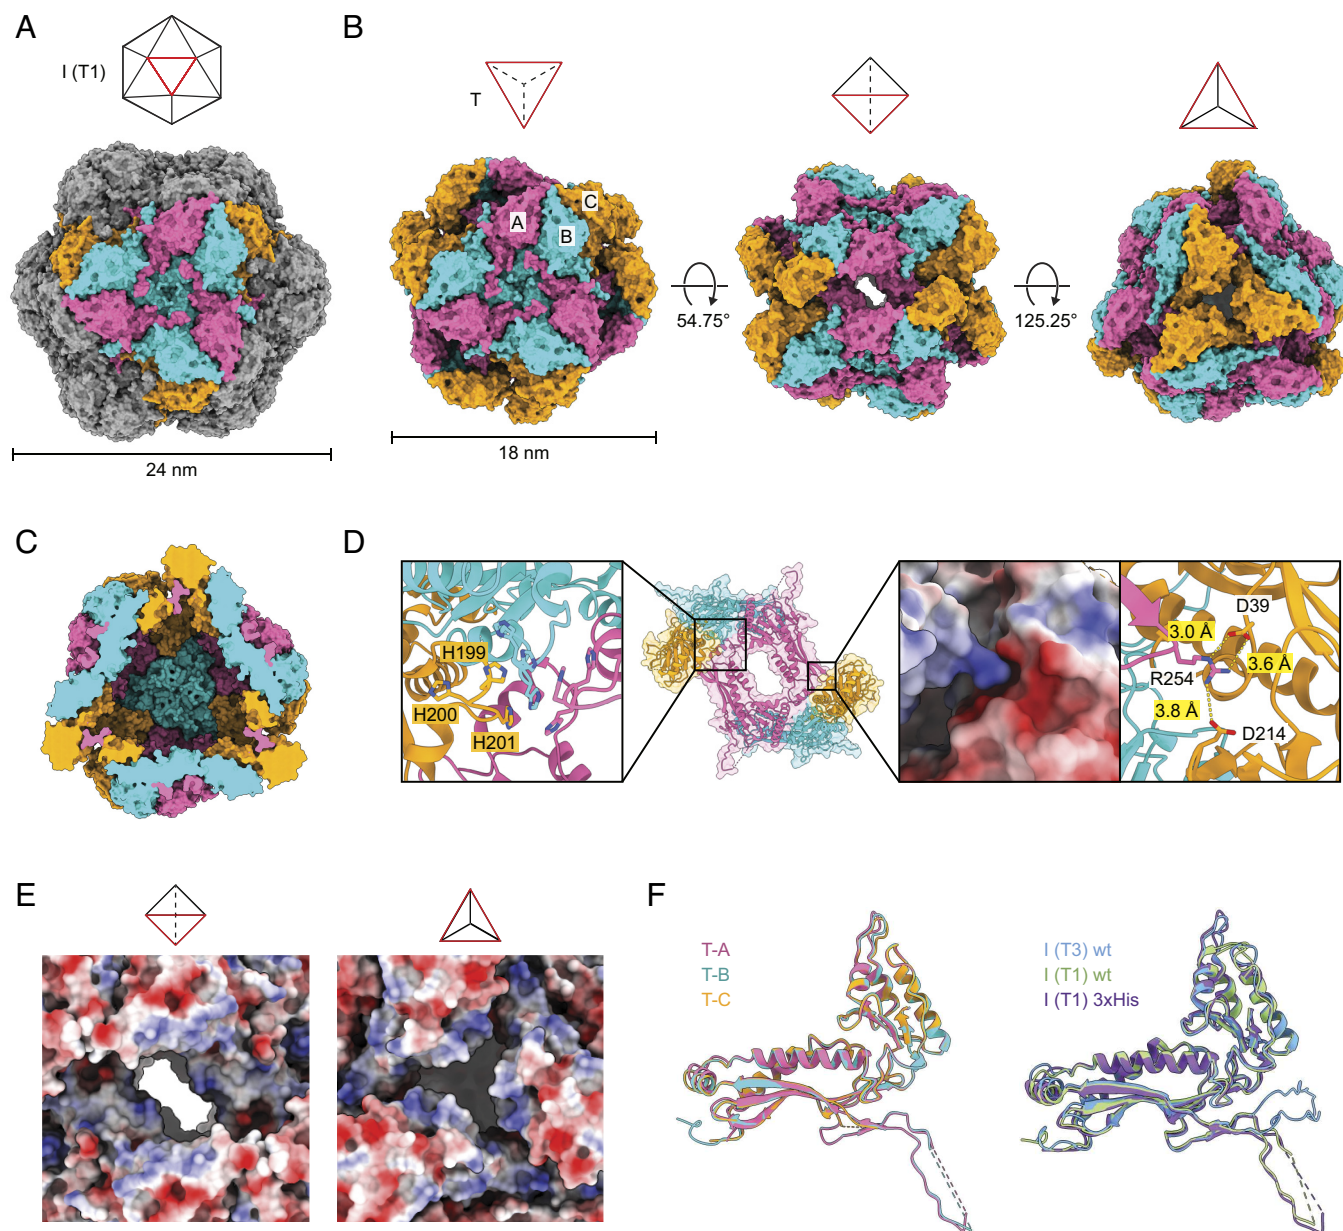 A
B
I (T1)
T
A
B
C
54.75°
125.25°
24 nm
18 nm
C
D
H199
H200
H201
D39
3.0 Å
3.6 Å
R254
3.8 Å
D214
E
F
T-A
T-B
T-C
I (T3) wt
I (T1) wt
I (T1) 3xHis